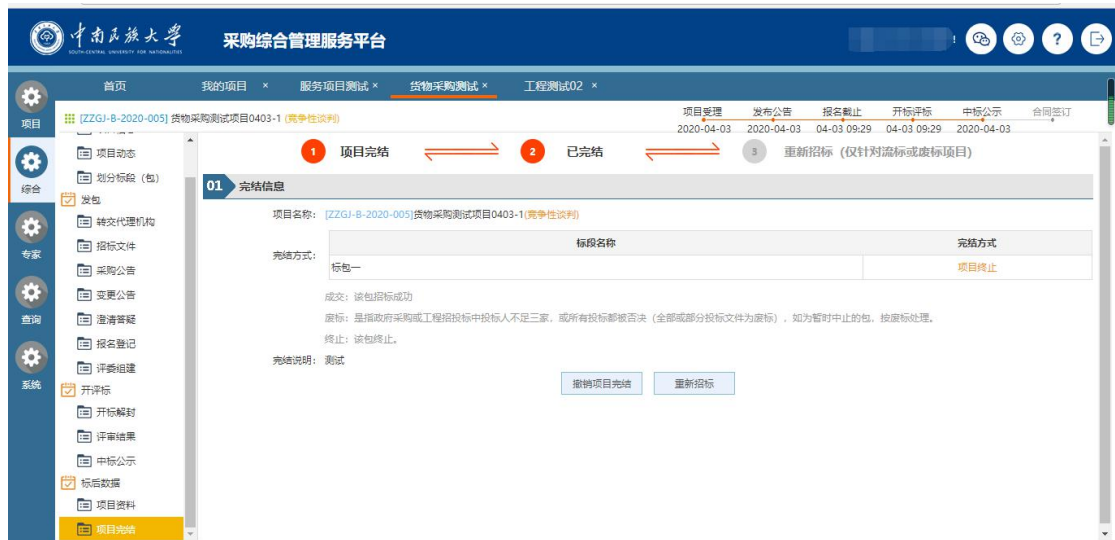 中南民族大学
SOUTH-CENTRAL UNIVERSITY FOR NATIONALITIES
采购综合管理服务平台
首页
我的项目 ×
服务项目测试 ×
货物采购测试 ×
工程测试02 ×
项目
综合
专家
查询
系统
[ZZGJ-B-2020-005] 货物采购测试项目0403-1 (竞争性谈判)
项目受理 发布公告 报名截止 开标评标 中标公示 合同签订
2020-04-03 2020-04-03 04-03 09:29 04-03 09:29 2020-04-03
项目动态
划分标段（包）
发包
转交代理机构
招标文件
采购公告
变更公告
澄清答疑
报名登记
评委组建
开评标
开标解封
评审结果
中标公示
标后数据
项目资料
项目完结
1 项目完结 2 已完结 3 重新招标（仅针对流标或废标项目）
01 完结信息
项目名称: [ZZGJ-B-2020-005]货物采购测试项目0403-1(竞争性谈判)
完结方式:
标段名称 完结方式
标包一 项目终止
成交: 该包招标成功
废标: 是指政府采购或工程招投标中投标人不足三家，或所有投标都被否决（全部或部分投标文件为废标），如为暂时中止的包，按废标处理。
终止: 该包终止。
完结说明: 测试
撤销项目完结 重新招标